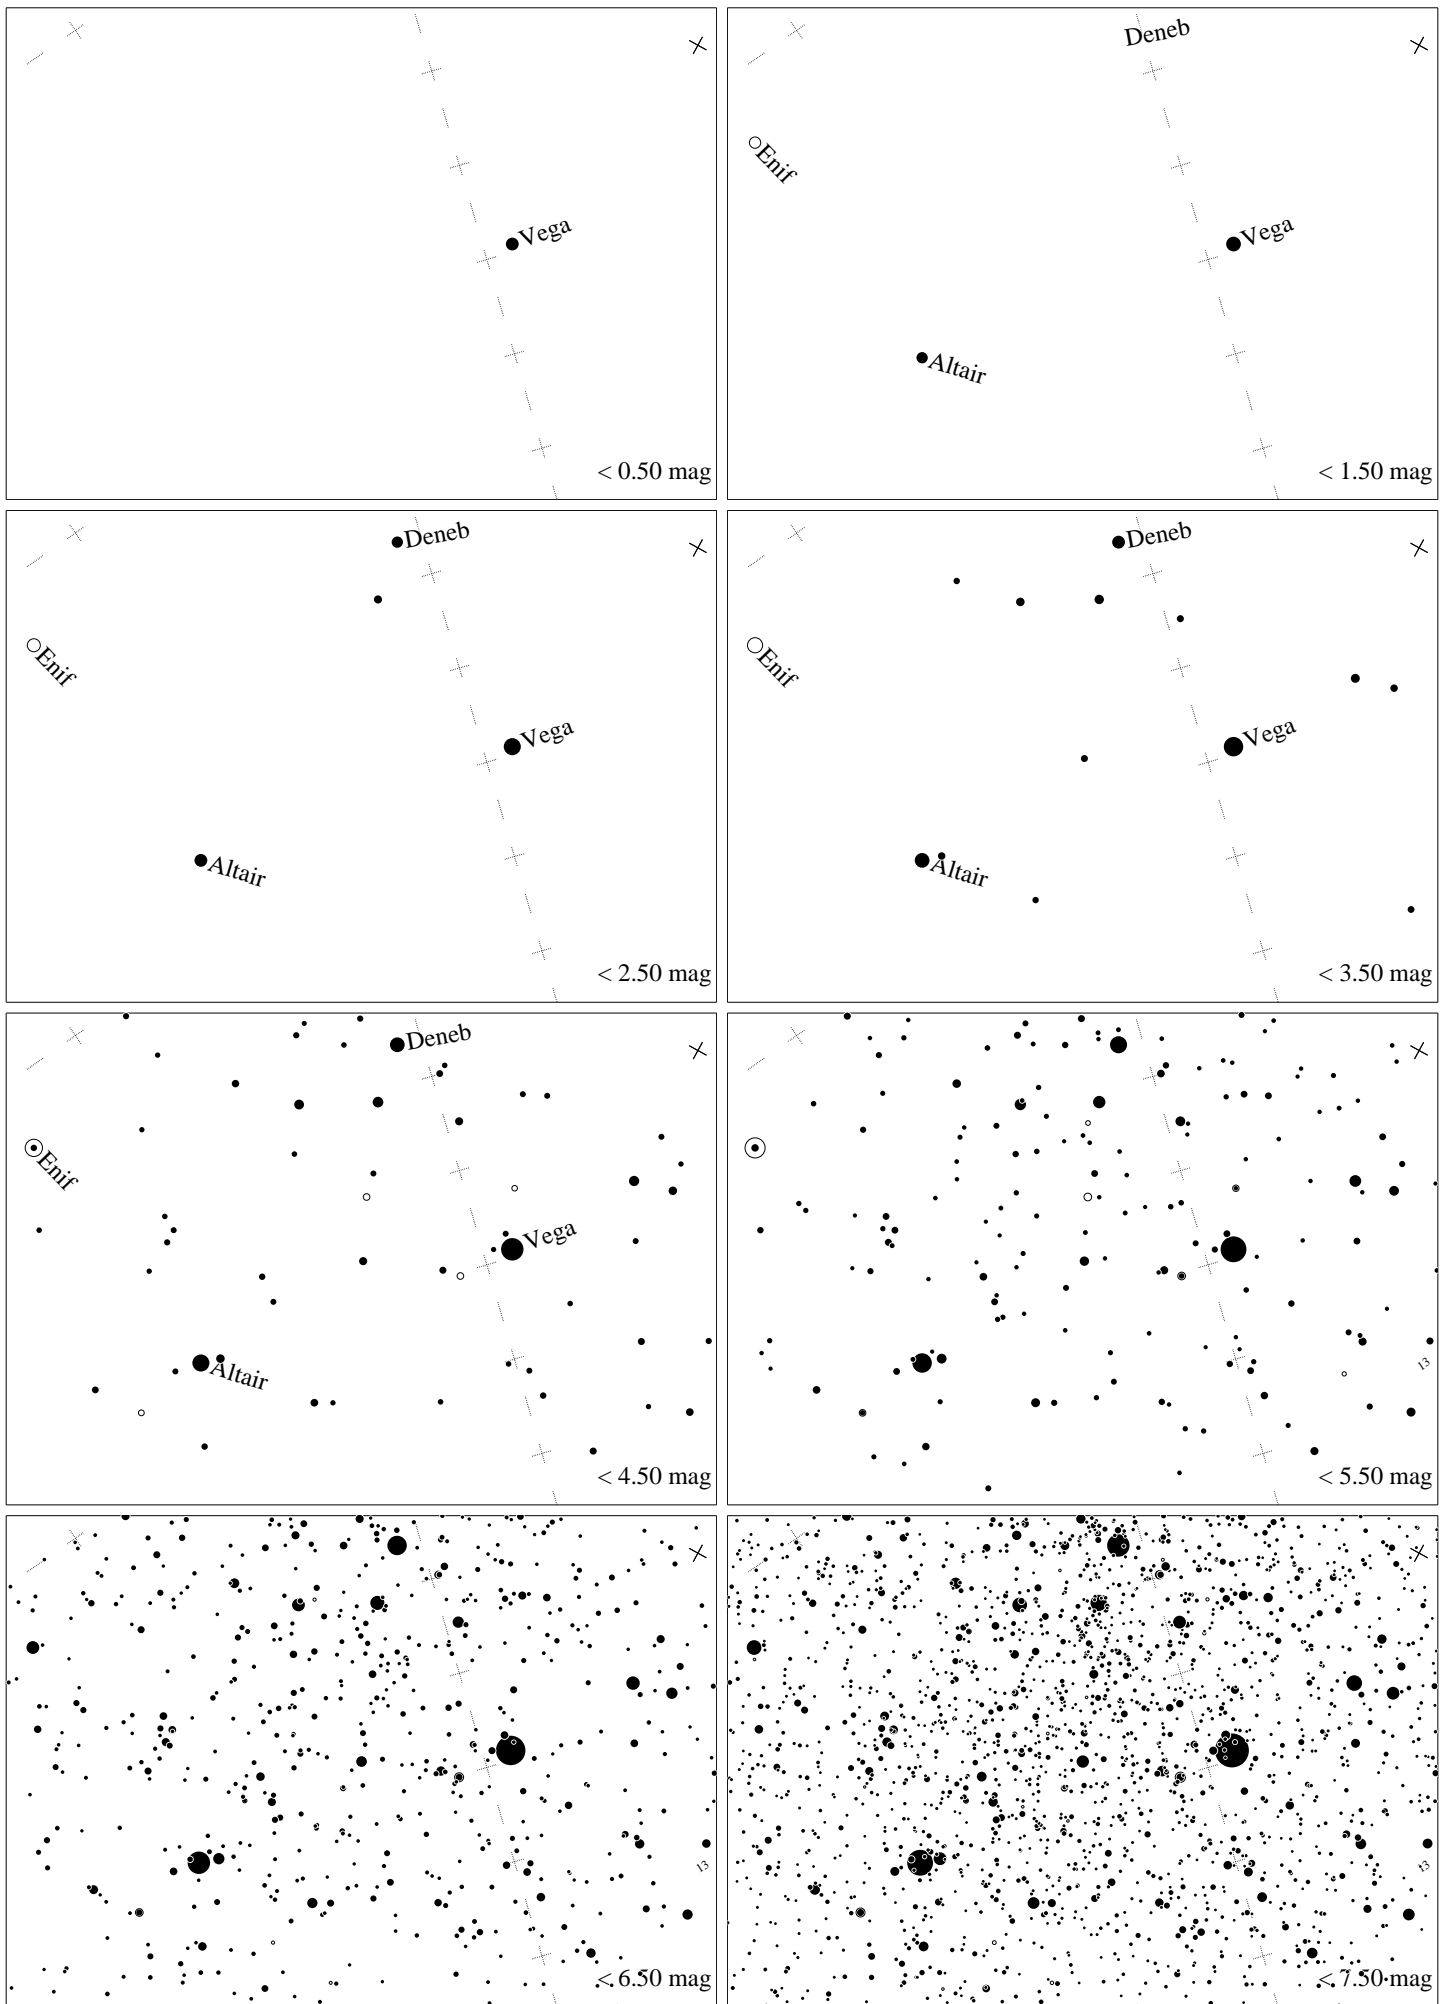 Vega
< 0.50 mag
Deneb
Enif
Vega
Altair
< 1.50 mag
Deneb
Enif
Vega
Altair
< 2.50 mag
Deneb
Enif
Vega
Altair
< 3.50 mag
Deneb
Enif
Vega
Altair
< 4.50 mag
13
< 5.50 mag
13
< 6.50 mag
13
< 7.50 mag